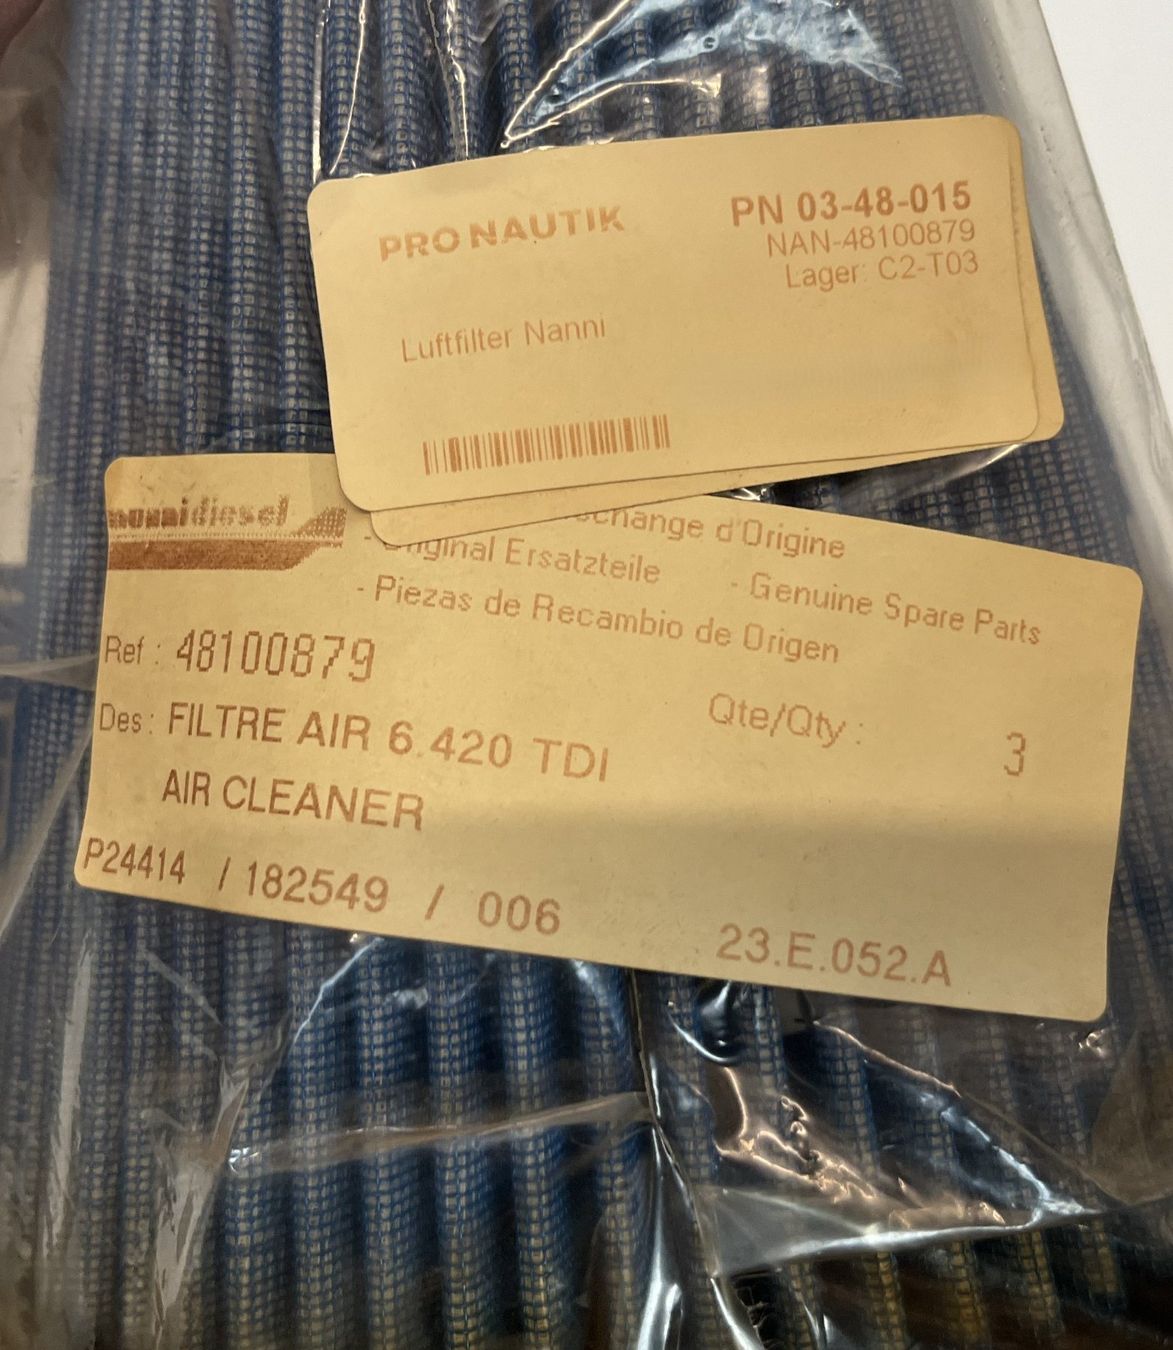 PRO NAUTIK
PN 03-48-015
NAN-48100879
Lager: C2-T03
Luftfilter Nanni
nannidiesel
change d'Origine
- Original Ersatzteile - Genuine Spare Parts
- Piezas de Recambio de Origen
Ref : 48100879
Des : FILTRE AIR 6.420 TDI
Qte/Qty : 3
AIR CLEANER
P24414 / 182549 / 006
23.E.052.A